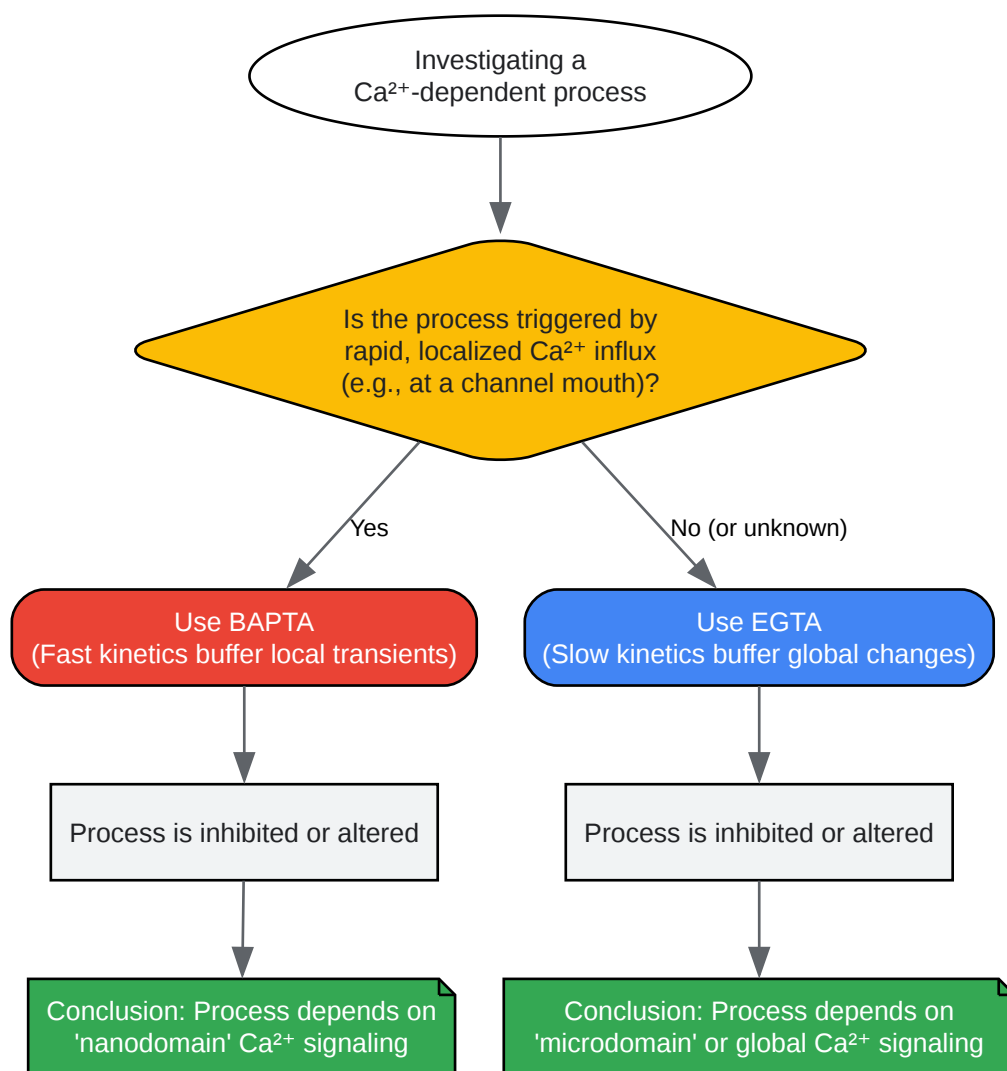 Investigating a
Ca²⁺-dependent process
Is the process triggered by
rapid, localized Ca²⁺ influx
(e.g., at a channel mouth)?
Yes
No (or unknown)
Use BAPTA
(Fast kinetics buffer local transients)
Use EGTA
(Slow kinetics buffer global changes)
Process is inhibited or altered
Process is inhibited or altered
Conclusion: Process depends on
'nanodomain' Ca²⁺ signaling
Conclusion: Process depends on
'microdomain' or global Ca²⁺ signaling